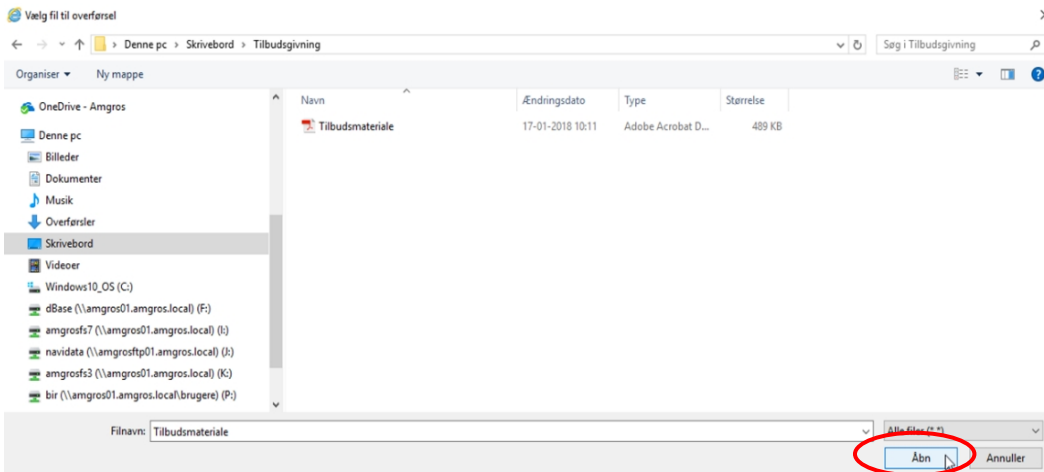 Vælg fil til overførsel
> Denne pc > Skrivebord > Tilbudsgivning
Søg i Tilbudsgivning
Organiser
Ny mappe
OneDrive - Amgros
Denne pc
Billeder
Dokumenter
Musik
Overførsler
Skrivebord
Videoer
Windows10_OS (C:)
dBase (\\amgros01.amgros.local) (F:)
amgrosfs7 (\\amgros01.amgros.local) (I:)
navidata (\\amgrosftp01.amgros.local) (J:)
amgrosfs3 (\\amgros01.amgros.local) (K:)
bir (\\amgros01.amgros.local\brugere) (P:)
Navn Ændringsdato Type Størrelse
Tilbudsmateriale 17-01-2018 10:11 Adobe Acrobat D... 489 KB
Filnavn: Tilbudsmateriale
Alle filer (*.*)
Åbn
Annuller